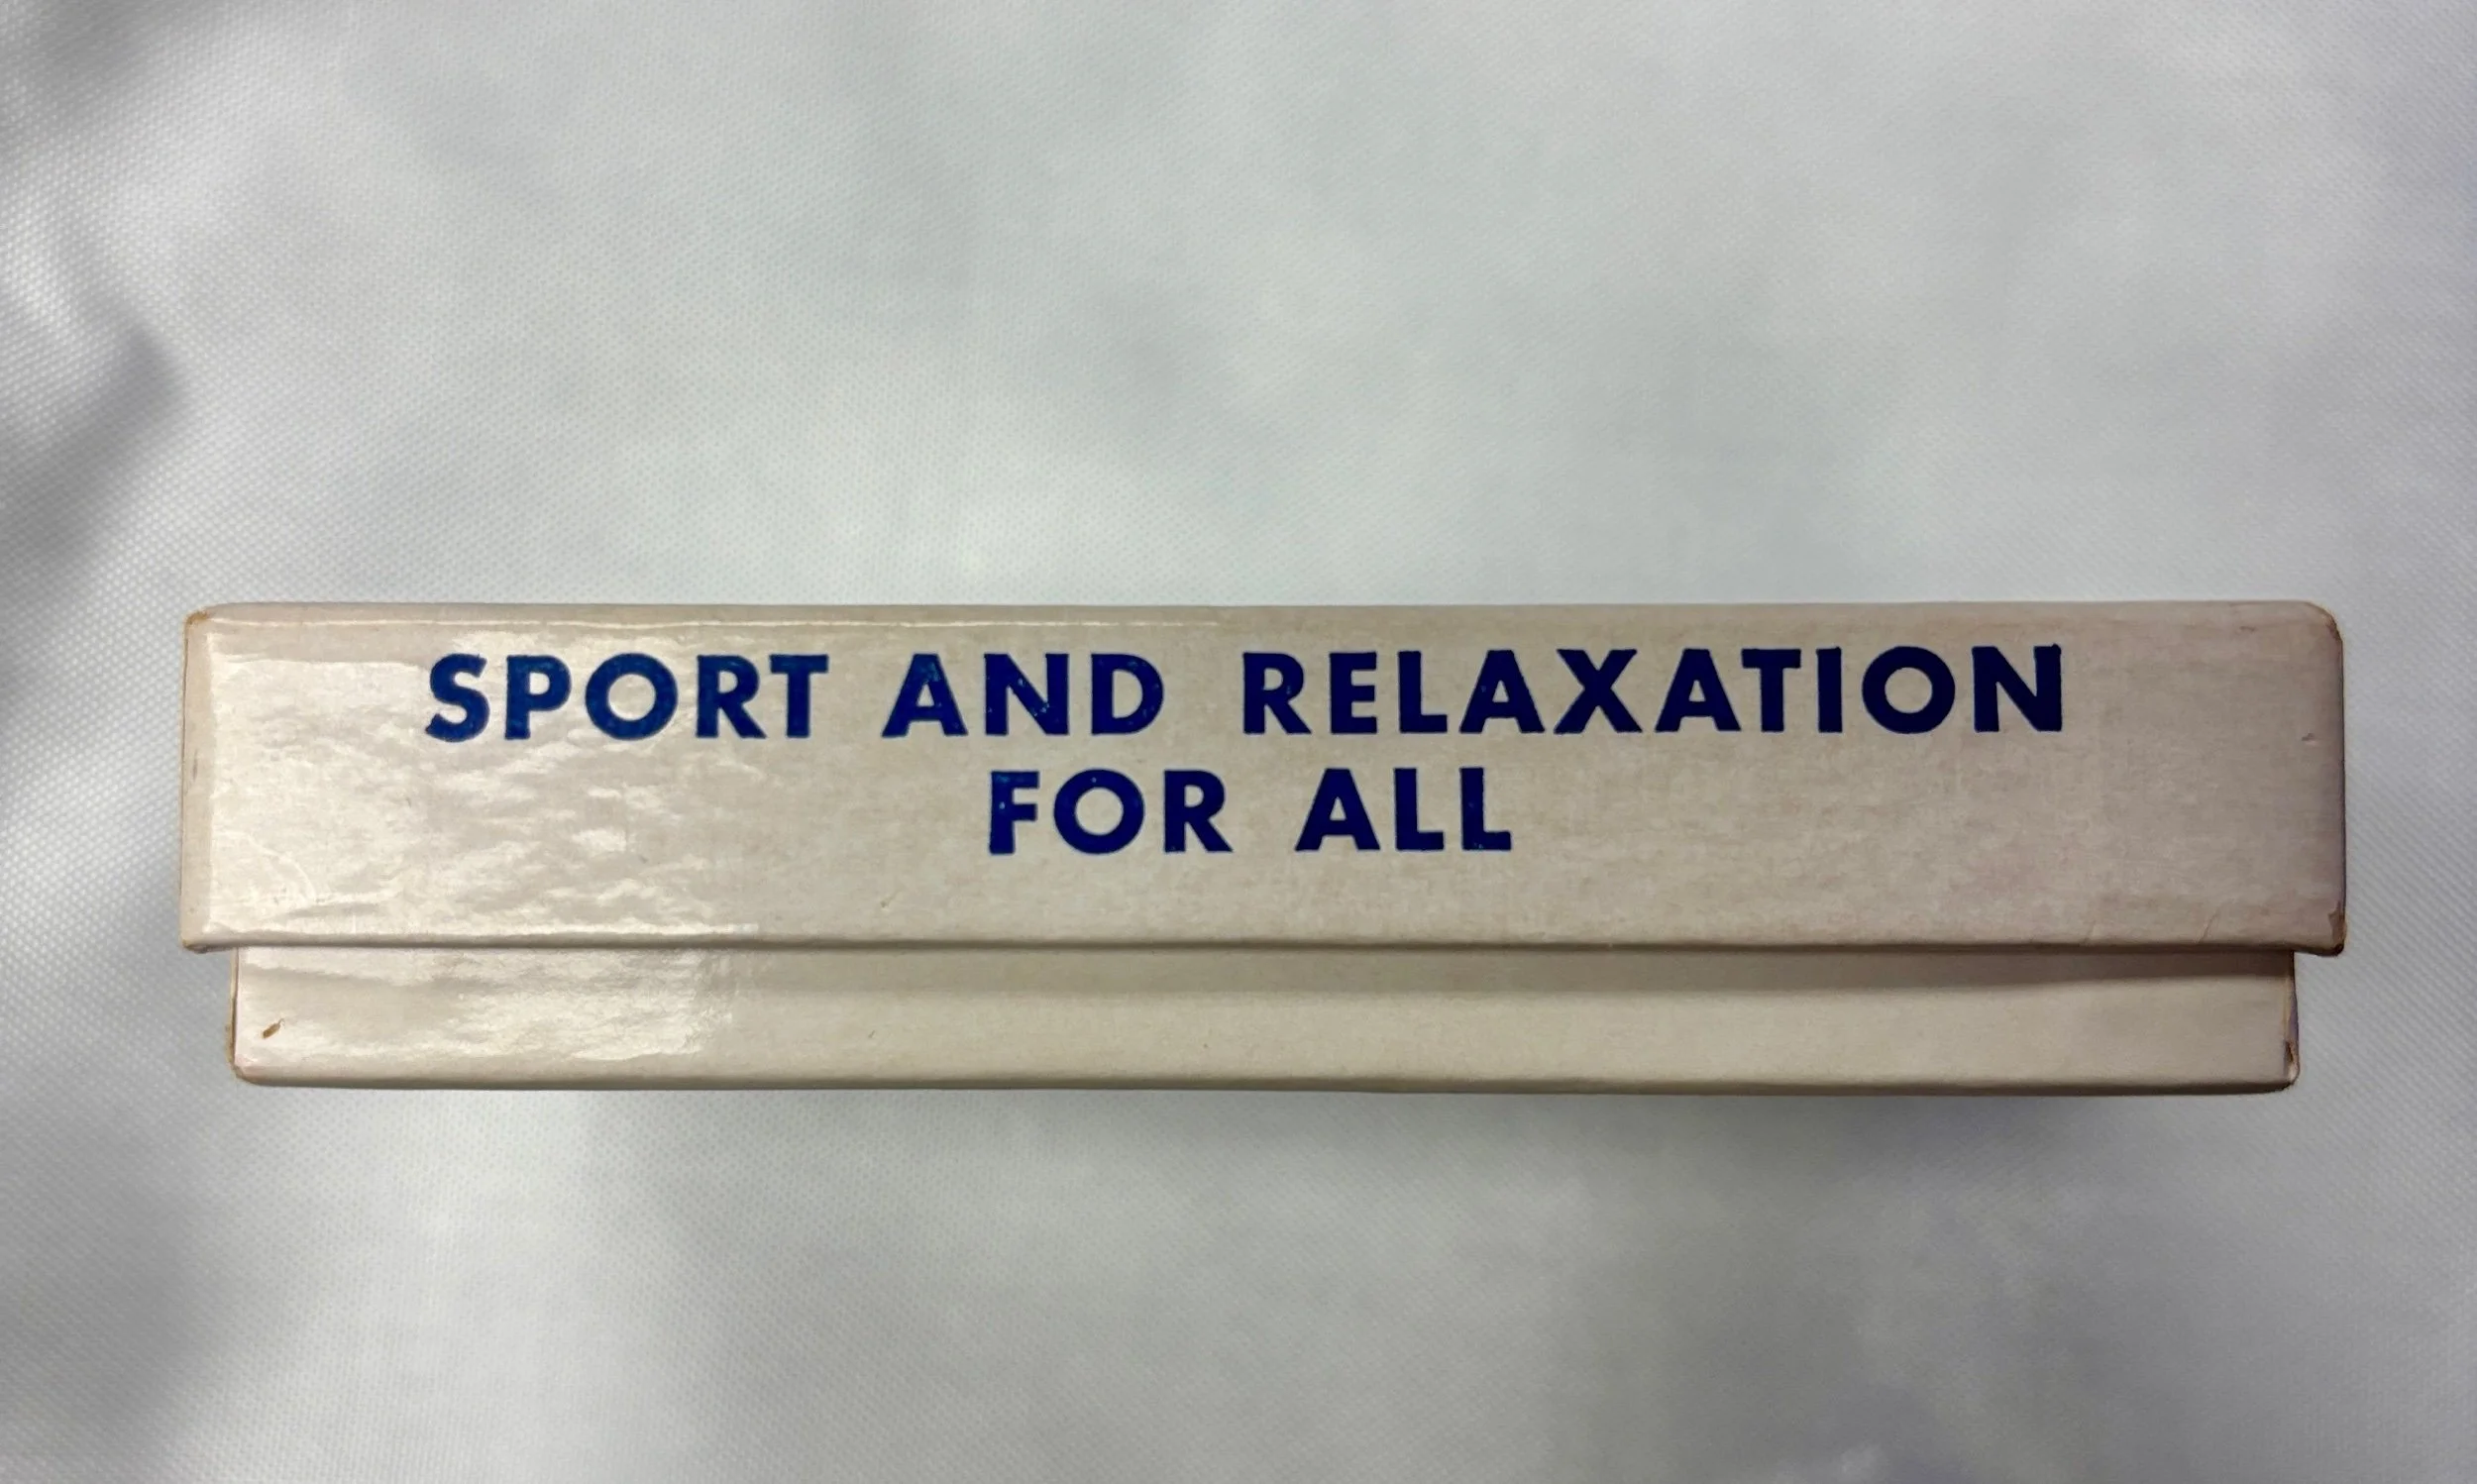 SPORT AND RELAXATION
FOR ALL